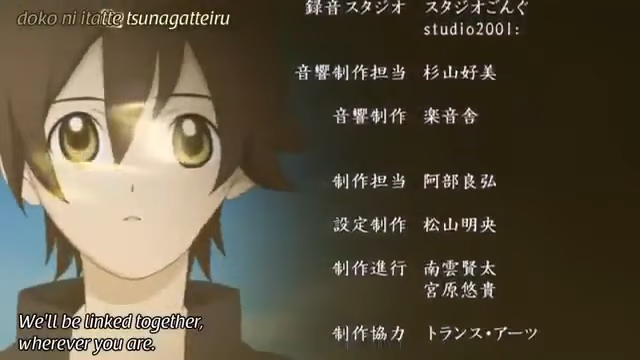 doko ni itatte tsunagatteiru
録音スタジオ スタジオごんぐ
studio2001:
音響制作担当 杉山好美
音響制作 楽音舎
制作担当 阿部良弘
設定制作 松山明央
制作進行 南雲賢太
宮原悠貴
制作協力 トランス・アーツ
We'll be linked together,
wherever you are.